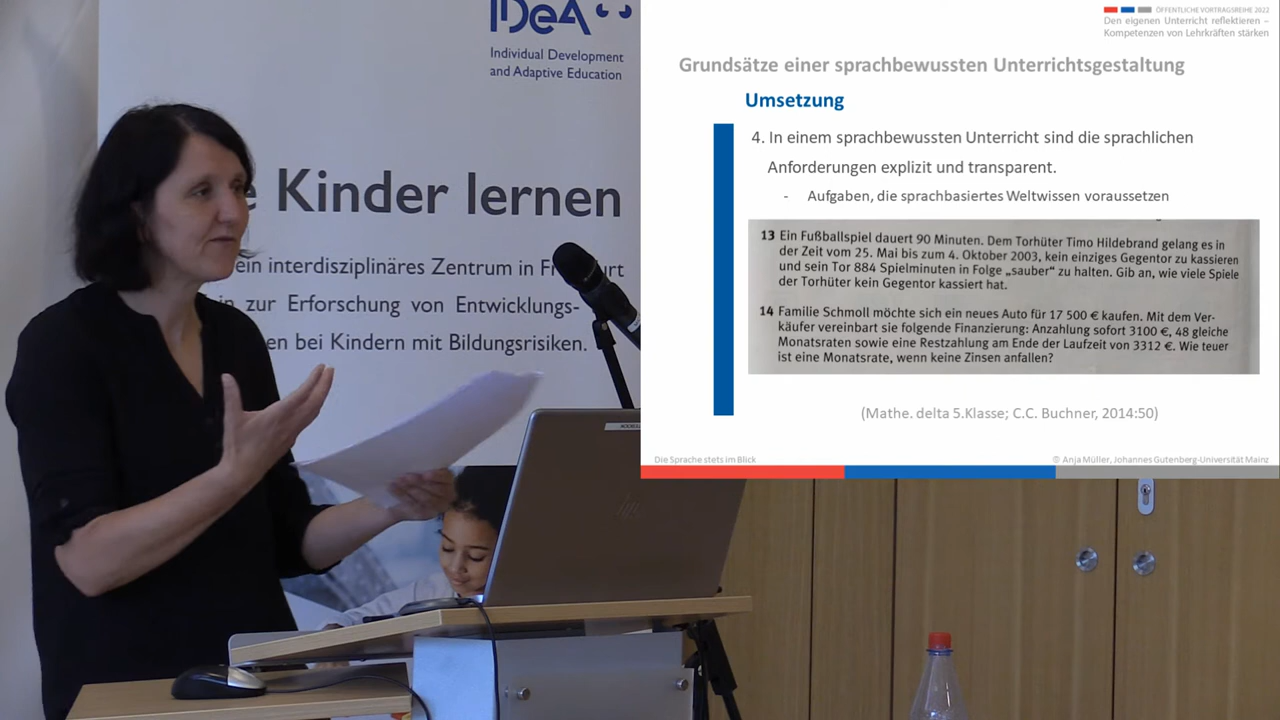 IDeA
Individual Development
and Adaptive Education
Kinder lernen
ein interdisziplinäres Zentrum in
zur Erforschung von Entwicklungs-
bei Kindern mit Bildungsrisiken.
ÖFFENTLICHE VORTRAGSREIHE 2022
Den eigenen Unterricht reflektieren –
Kompetenzen von Lehrkräften stärken
Grundsätze einer sprachbewussten Unterrichtsgestaltung
Umsetzung
4. In einem sprachbewussten Unterricht sind die sprachlichen
Anforderungen explizit und transparent.
- Aufgaben, die sprachbasiertes Weltwissen voraussetzen
13 Ein Fußballspiel dauert 90 Minuten. Dem Torhüter Timo Hildebrand gelang es in
der Zeit vom 25. Mai bis zum 4. Oktober 2003, kein einziges Gegentor zu kassieren
und sein Tor 884 Spielminuten in Folge „sauber“ zu halten. Gib an, wie viele Spiele
der Torhüter kein Gegentor kassiert hat.
14 Familie Schmoll möchte sich ein neues Auto für 17 500 € kaufen. Mit dem Ver-
käufer vereinbart sie folgende Finanzierung: Anzahlung sofort 3100 €, 48 gleiche
Monatsraten sowie eine Restzahlung am Ende der Laufzeit von 3312 €. Wie teuer
ist eine Monatsrate, wenn keine Zinsen anfallen?
(Mathe. delta 5.Klasse; C.C. Buchner, 2014:50)
Die Sprache stets im Blick
© Anja Müller, Johannes Gutenberg-Universität Mainz